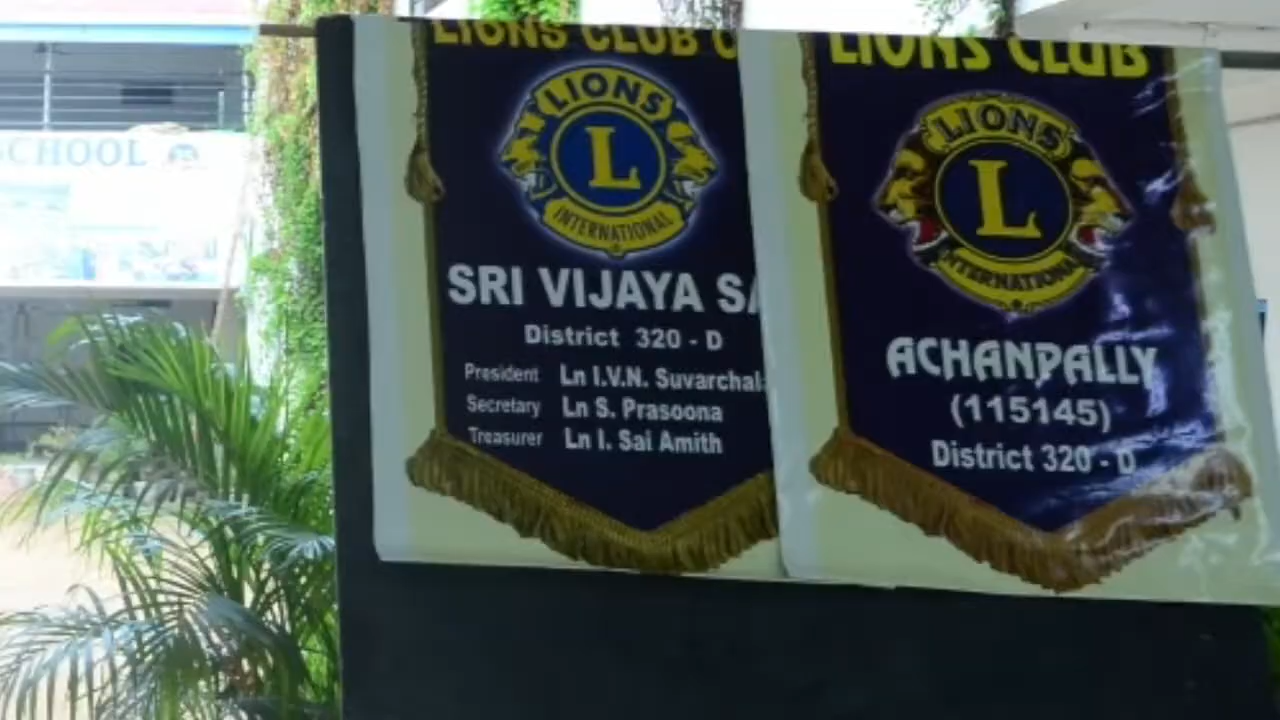 SCHOOL
LIONS CLUB
LIONS
L
INTERNATIONAL
SRI VIJAYA
District 320 - D
President Ln I.V.N. Suvarchal
Secretary Ln S. Prasoona
Treasurer Ln I. Sai Amith
LIONS CLUB
LIONS
L
INTERNATIONAL
ACHANPALLY
(115145)
District 320 - D